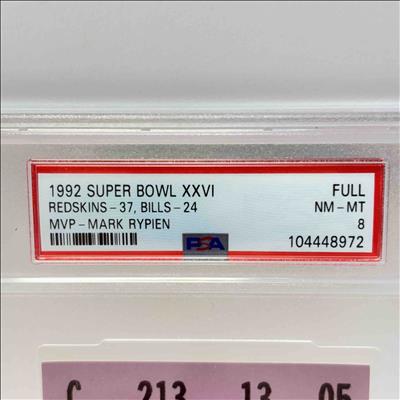 1992 SUPER BOWL XXVI FULL
REDSKINS-37, BILLS-24 NM-MT
MVP-MARK RYPIEN 8
PSA 104448972
C 213 13 05